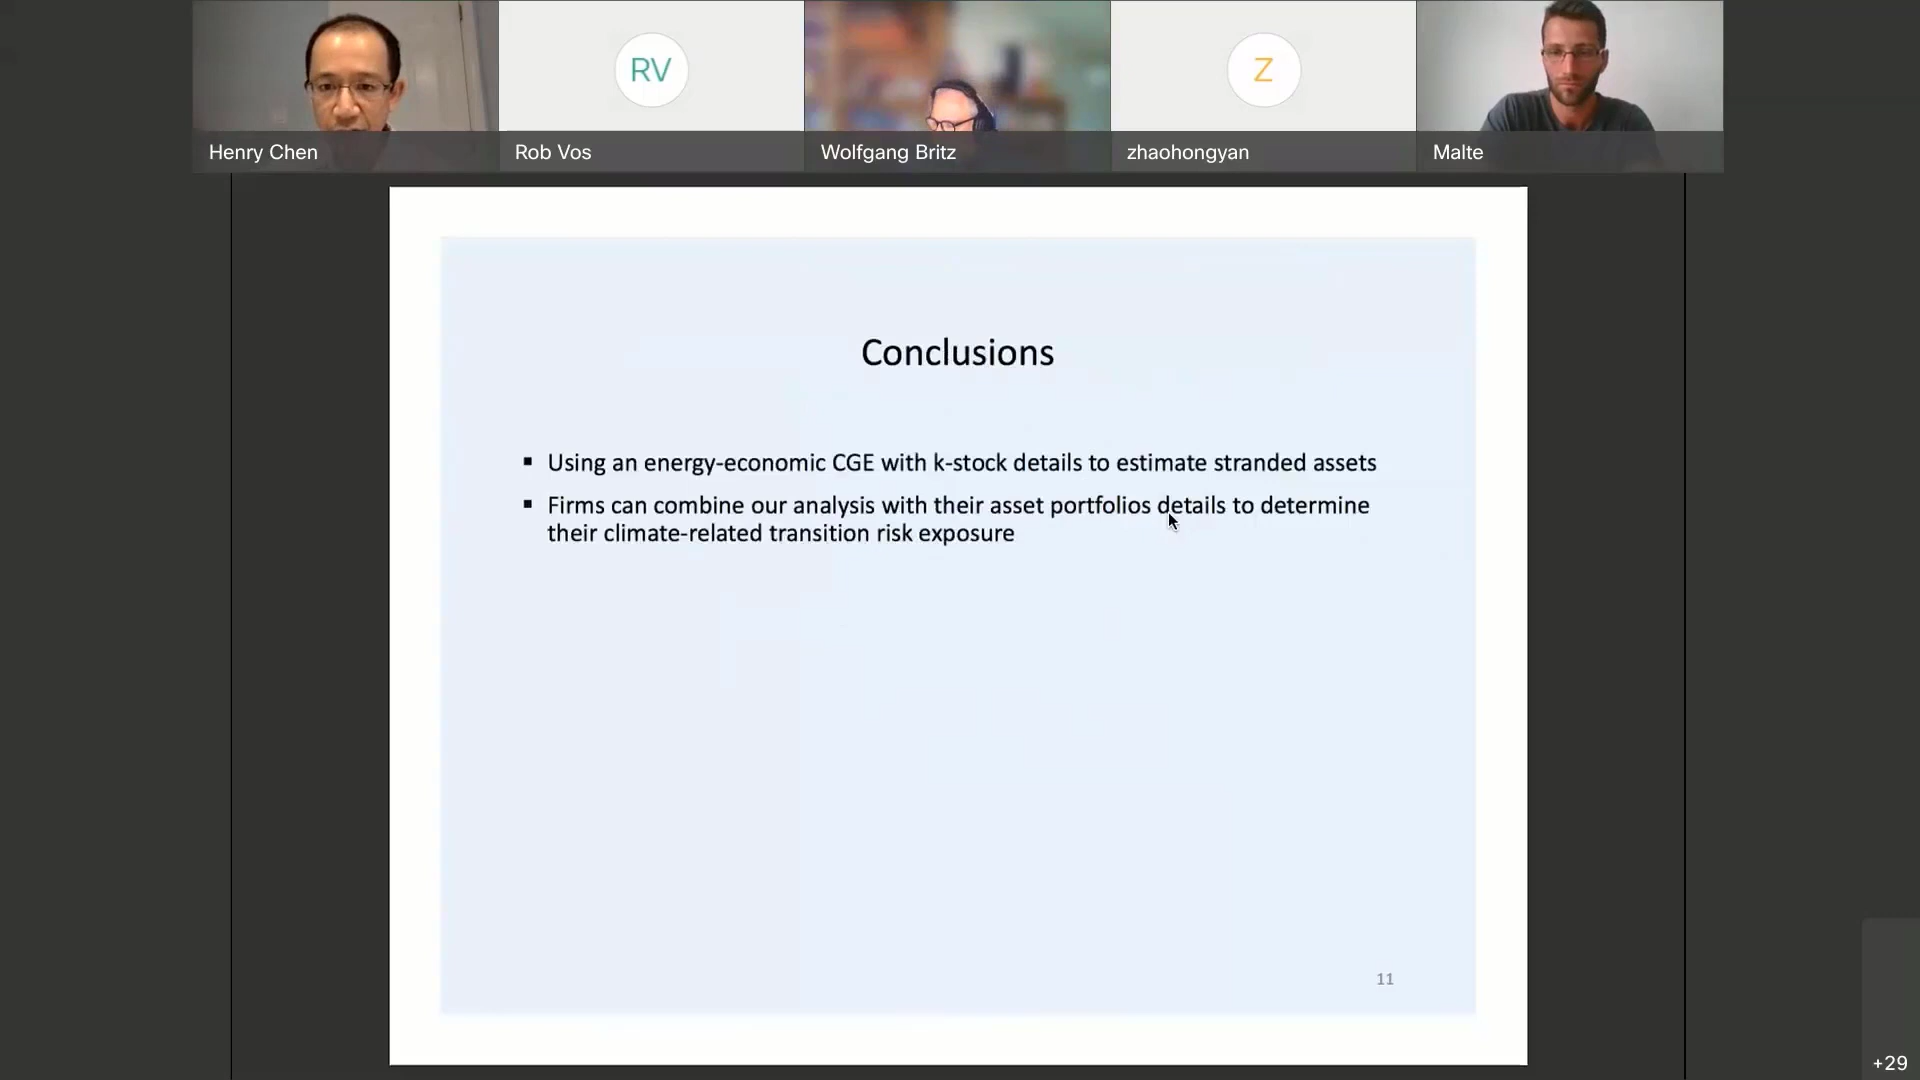 RV
Z
Henry Chen
Rob Vos
Wolfgang Britz
zhaohongyan
Malte
Conclusions
▪ Using an energy-economic CGE with k-stock details to estimate stranded assets
▪ Firms can combine our analysis with their asset portfolios details to determine
their climate-related transition risk exposure
11
+29